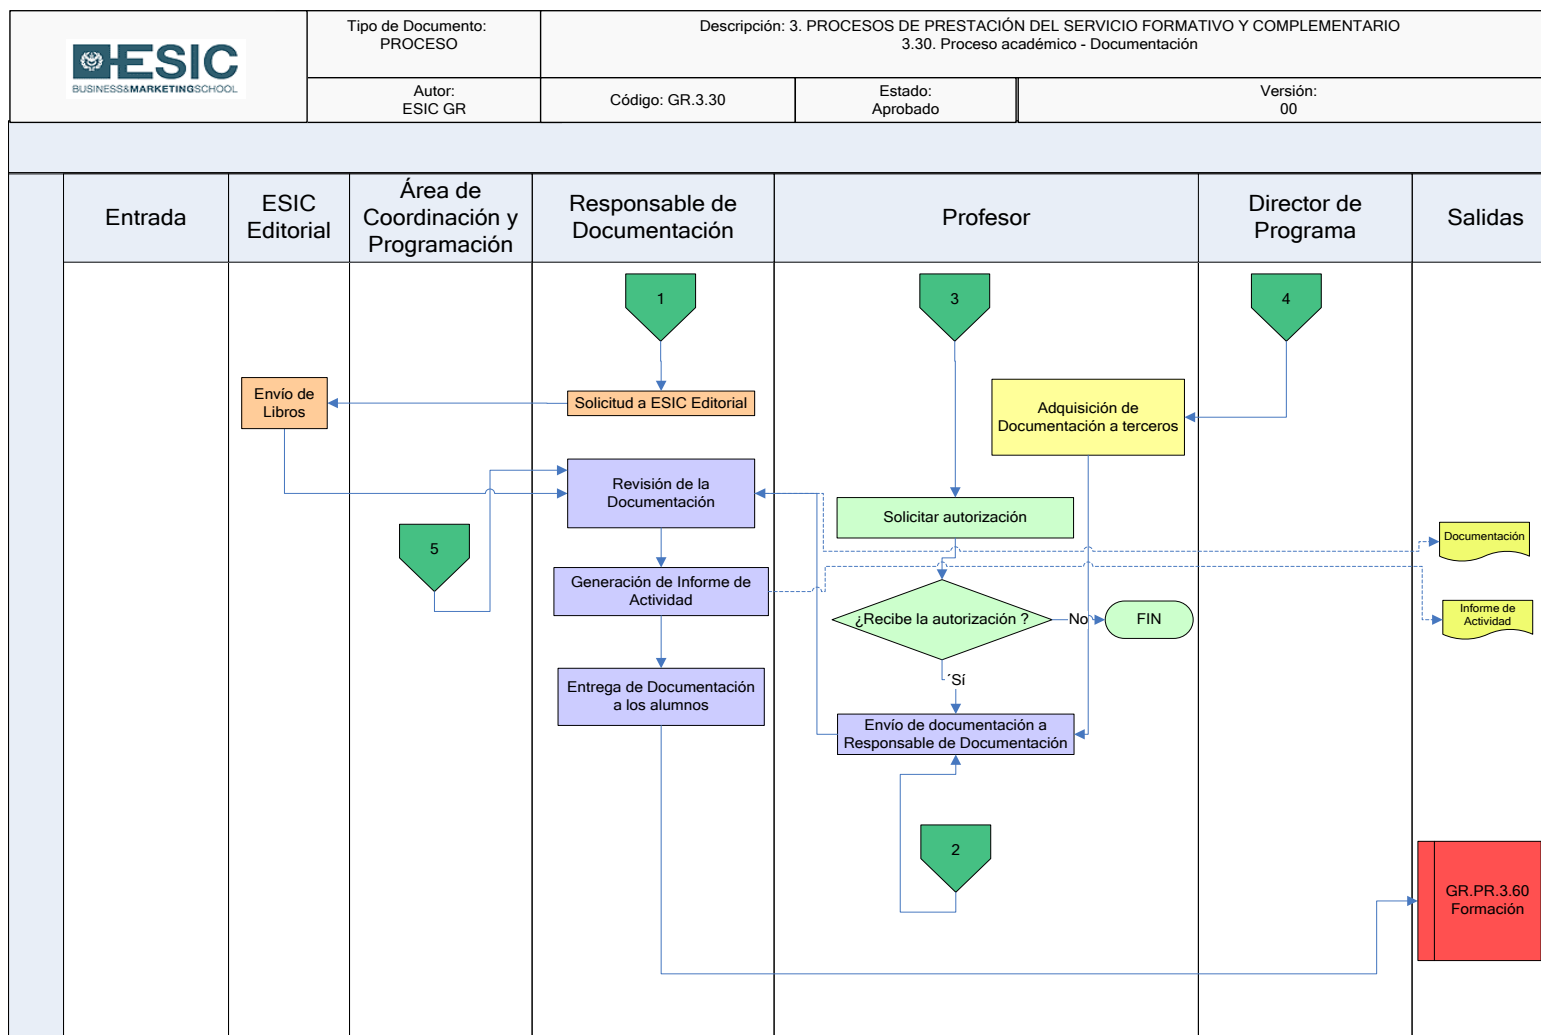 ESIC
BUSINESS&MARKETINGSCHOOL
Tipo de Documento:
PROCESO
Descripción: 3. PROCESOS DE PRESTACIÓN DEL SERVICIO FORMATIVO Y COMPLEMENTARIO
3.30. Proceso académico - Documentación
Autor:
ESIC GR
Código: GR.3.30
Estado:
Aprobado
Versión:
00
Entrada
ESIC
Editorial
Área de
Coordinación y
Programación
Responsable de
Documentación
Profesor
Director de
Programa
Salidas
1
3
4
Envío de
Libros
Solicitud a ESIC Editorial
Adquisición de
Documentación a terceros
Revisión de la
Documentación
Solicitar autorización
5
Documentación
Generación de Informe de
Actividad
¿Recibe la autorización ?
No
FIN
Informe de
Actividad
´Sí
Entrega de Documentación
a los alumnos
Envío de documentación a
Responsable de Documentación
2
GR.PR.3.60
Formación